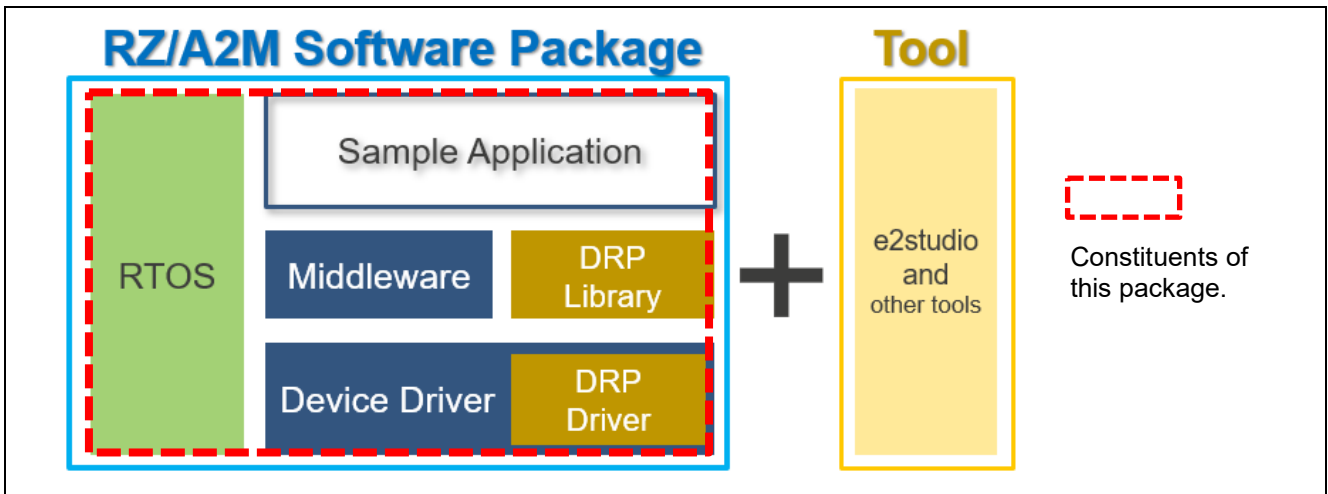 RZ/A2M Software Package
Tool
RTOS
Sample Application
Middleware
DRP
Library
Device Driver
DRP
Driver
e2studio
and
other tools
Constituents of
this package.